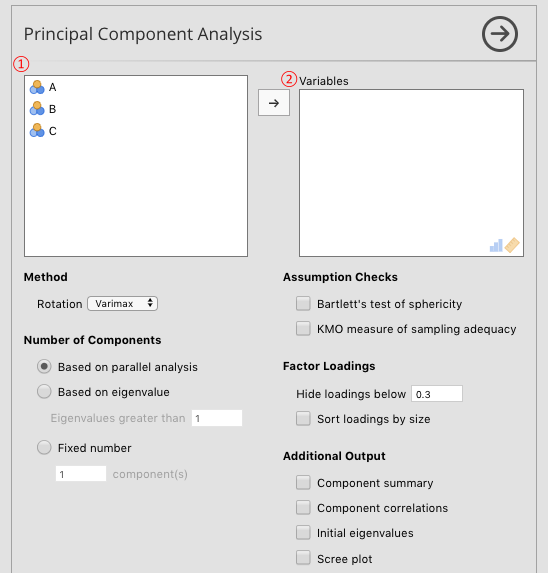 Principal Component Analysis
①
② Variables
A
B
C
Method
Rotation Varimax
Number of Components
Based on parallel analysis
Based on eigenvalue
Eigenvalues greater than 1
Fixed number
1 component(s)
Assumption Checks
Bartlett's test of sphericity
KMO measure of sampling adequacy
Factor Loadings
Hide loadings below 0.3
Sort loadings by size
Additional Output
Component summary
Component correlations
Initial eigenvalues
Scree plot